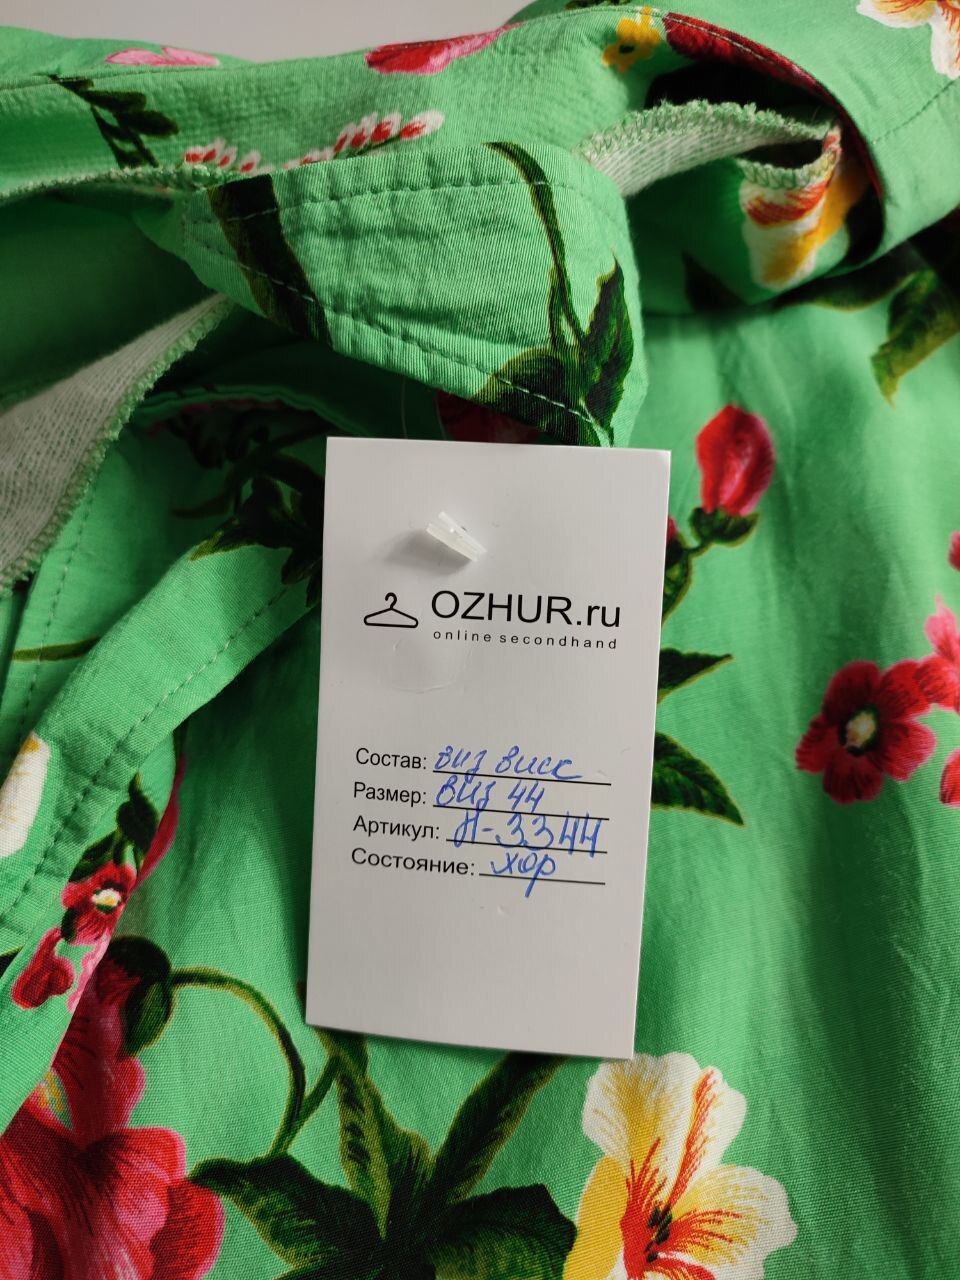 OZHUR.ru
online secondhand
Состав: виз виск
Размер: виз 44
Артикул: Л-3344
Состояние: хор